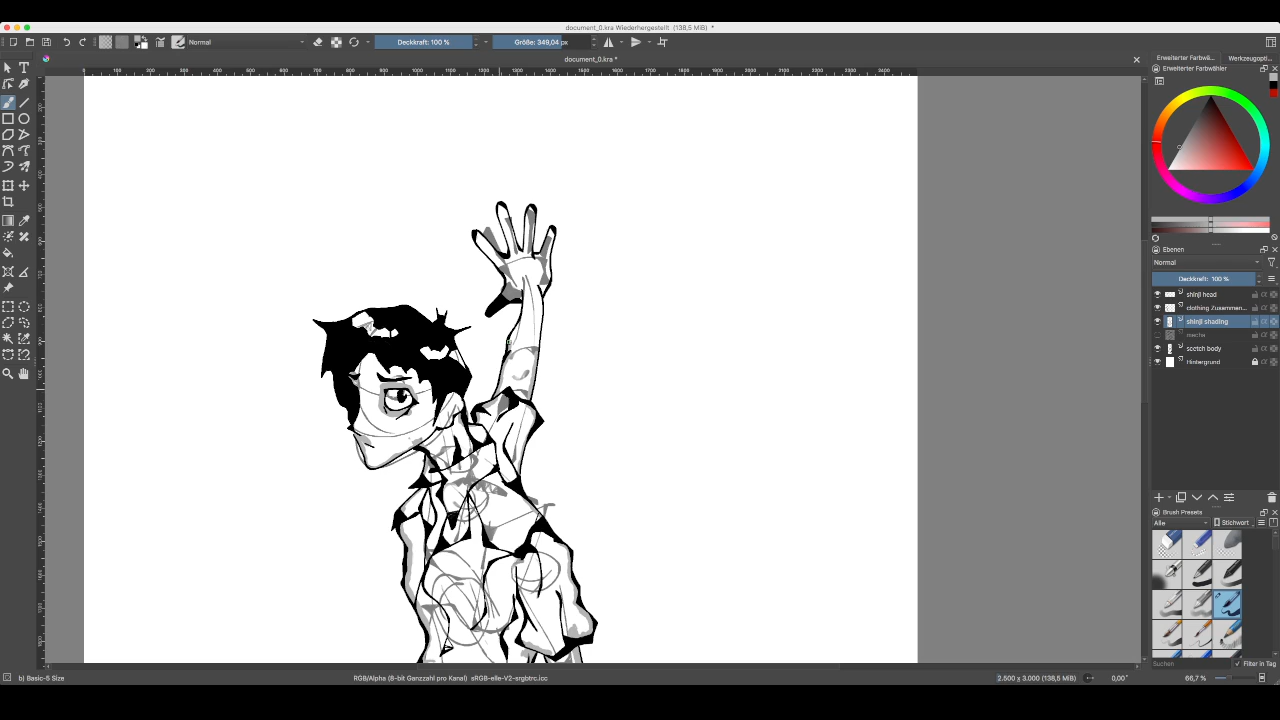 document_0.kra Wiederhergestellt (138,5 MiB) *
Normal
Deckkraft: 100 %
Größe: 349,04 px
document_0.kra *
Erweiterter Farbwä...
Werkzeugopti...
Erweiterter Farbwähler
Ebenen
Normal
Deckkraft: 100 %
shinji head
clothing Zusammen...
shinji shading
mecha
scetch body
Hintergrund
Brush Presets
Alle
Stichwort
Suchen
Filter in Tag
b) Basic-5 Size
RGB/Alpha (8-bit Ganzzahl pro Kanal) sRGB-elle-V2-srgbtrc.icc
2.500 x 3.000 (138,5 MiB)
0,00°
66,7 %